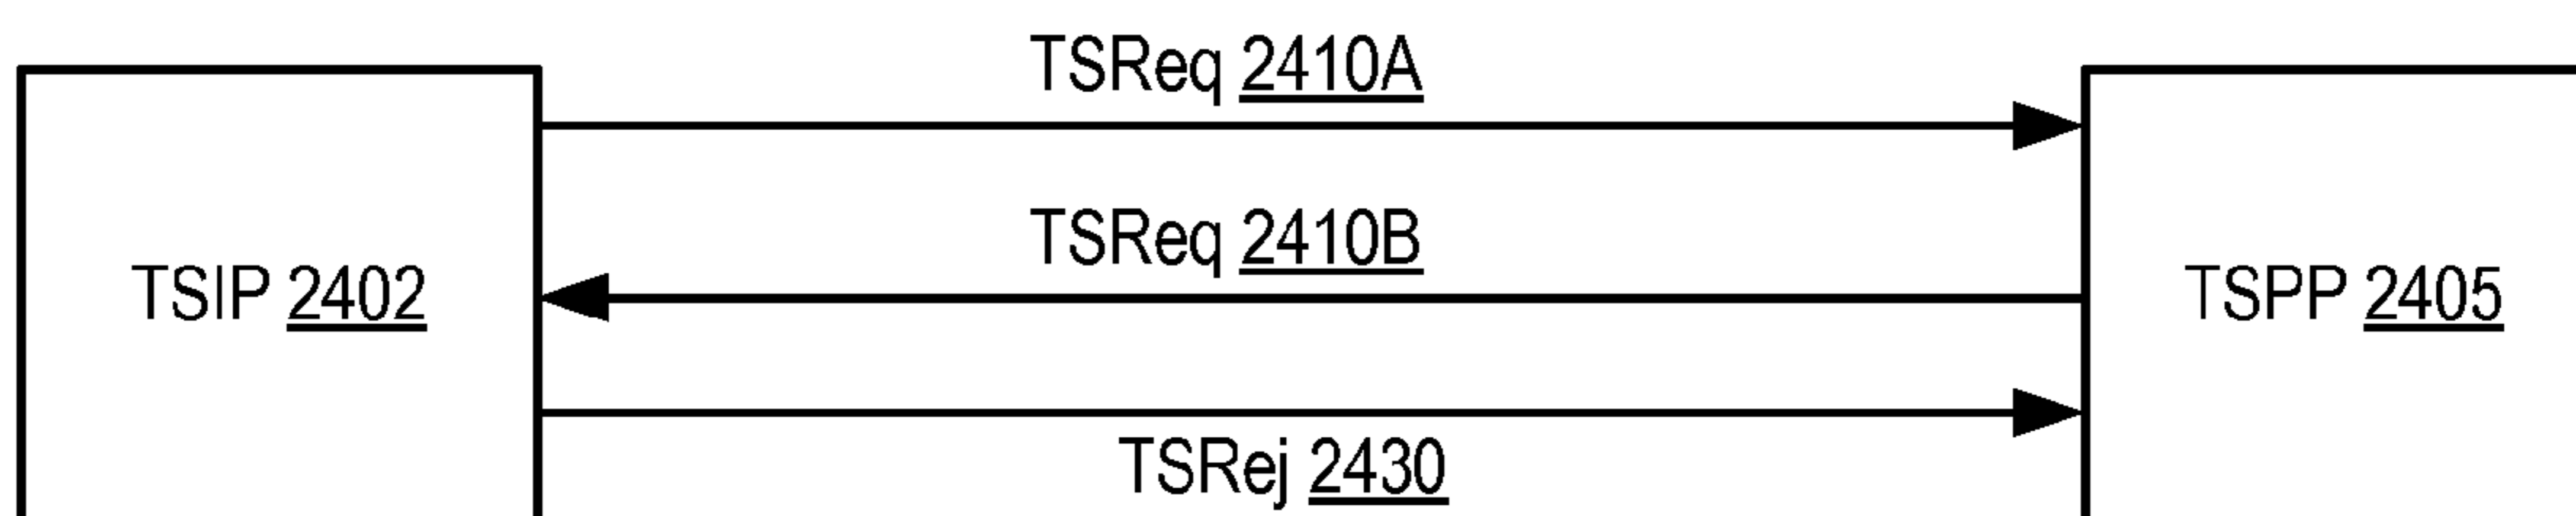 TSReq 2410A
TSReq 2410B
TSIP 2402
TSPP 2405
TSRej 2430